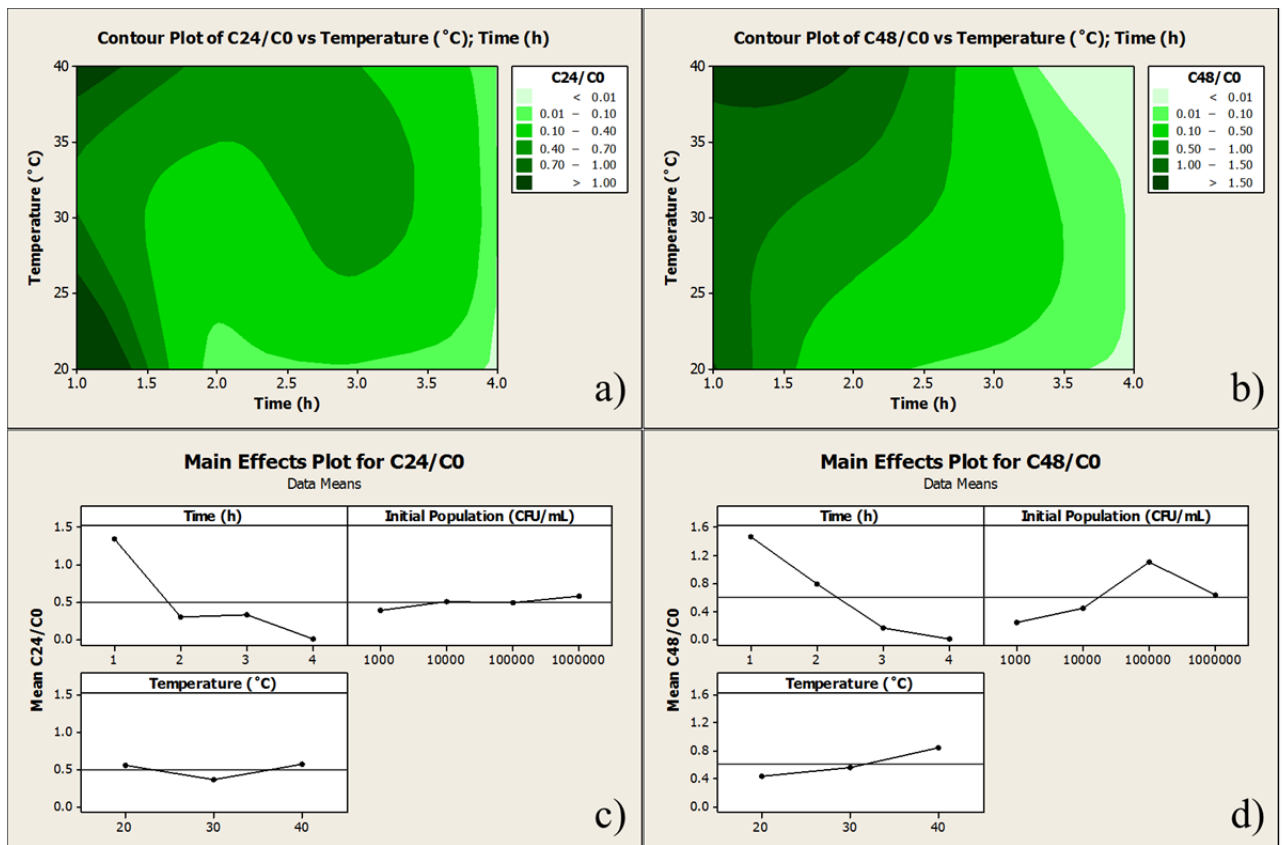 Contour Plot of C24/C0 vs Temperature (˚C); Time (h)
40
35
30
25
20
Temperature (˚C)
1.0 1.5 2.0 2.5 3.0 3.5 4.0
Time (h)
C24/C0
< 0.01
0.01 – 0.10
0.10 – 0.40
0.40 – 0.70
0.70 – 1.00
> 1.00
a)
Contour Plot of C48/C0 vs Temperature (˚C); Time (h)
40
35
30
25
20
Temperature (˚C)
1.0 1.5 2.0 2.5 3.0 3.5 4.0
Time (h)
C48/C0
< 0.01
0.01 – 0.10
0.10 – 0.50
0.50 – 1.00
1.00 – 1.50
> 1.50
b)
Main Effects Plot for C24/C0
Data Means
Mean C24/C0
Time (h) Initial Population (CFU/mL)
1.5
1.0
0.5
0.0
1 2 3 4 1000 10000 100000 1000000
Temperature (˚C)
1.5
1.0
0.5
0.0
20 30 40
c)
Main Effects Plot for C48/C0
Data Means
Mean C48/C0
Time (h) Initial Population (CFU/mL)
1.6
1.2
0.8
0.4
0.0
1 2 3 4 1000 10000 100000 1000000
Temperature (˚C)
1.6
1.2
0.8
0.4
0.0
20 30 40
d)